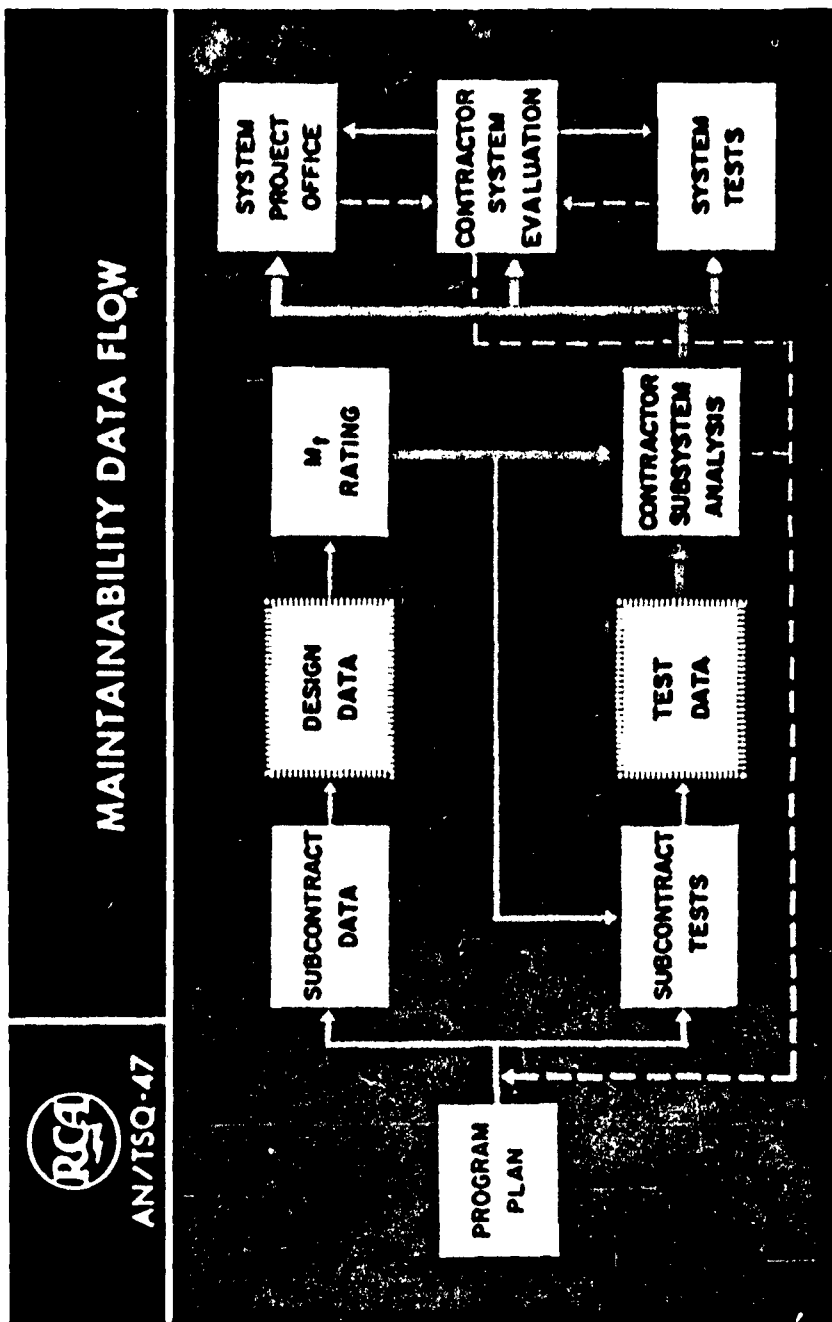 RCA
AN/TSQ-47
MAINTAINABILITY DATA FLOW
PROGRAM
PLAN
SUBCONTRACT
DATA
DESIGN
DATA
Mf
RATING
SUBCONTRACT
TESTS
TEST
DATA
CONTRACTOR
SUBSYSTEM
ANALYSIS
SYSTEM
PROJECT
OFFICE
CONTRACTOR
SYSTEM
EVALUATION
SYSTEM
TESTS